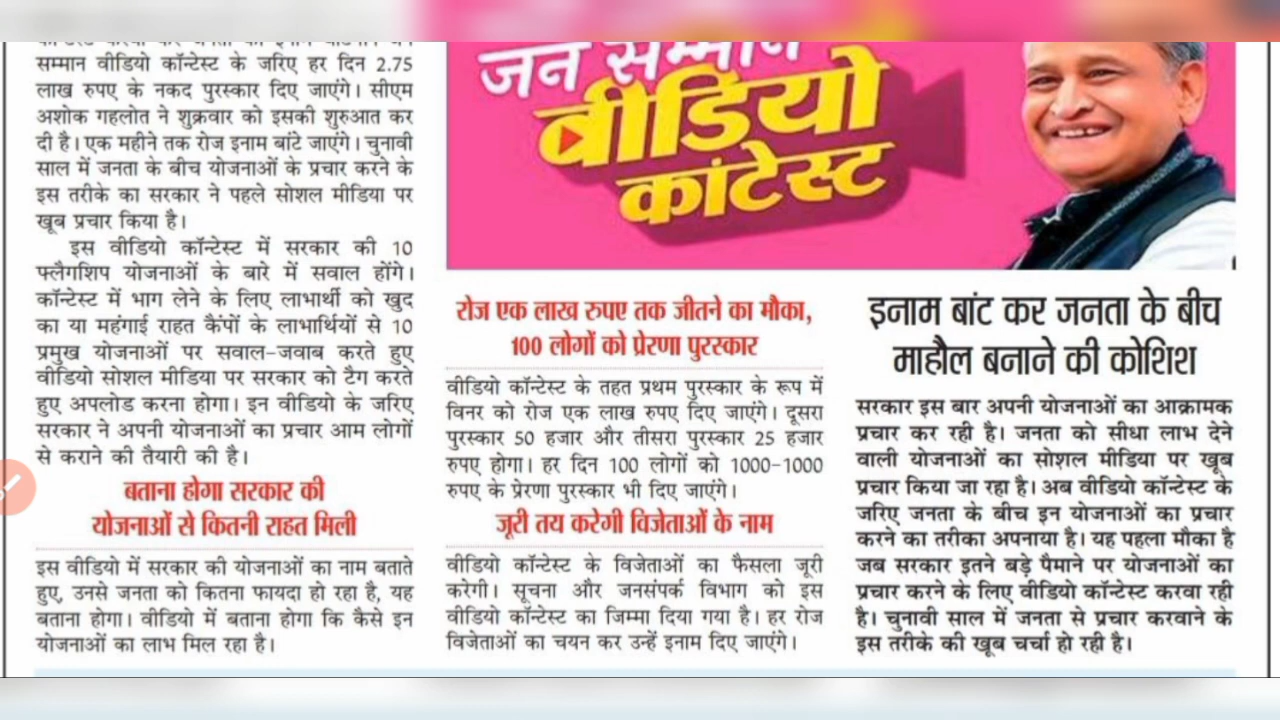 सम्मान वीडियो कॉन्टेस्ट के जरिए हर दिन 2.75
लाख रुपए के नकद पुरस्कार दिए जाएंगे। सीएम
अशोक गहलोत ने शुक्रवार को इसकी शुरुआत कर
दी है। एक महीने तक रोज इनाम बांटे जाएंगे। चुनावी
साल में जनता के बीच योजनाओं के प्रचार करने के
इस तरीके का सरकार ने पहले सोशल मीडिया पर
खूब प्रचार किया है।
इस वीडियो कॉन्टेस्ट में सरकार की 10
फ्लैगशिप योजनाओं के बारे में सवाल होंगे।
कॉन्टेस्ट में भाग लेने के लिए लाभार्थी को खुद
का या महंगाई राहत कैंपों के लाभार्थियों से 10
प्रमुख योजनाओं पर सवाल-जवाब करते हुए
वीडियो सोशल मीडिया पर सरकार को टैग करते
हुए अपलोड करना होगा। इन वीडियो के जरिए
सरकार ने अपनी योजनाओं का प्रचार आम लोगों
से कराने की तैयारी की है।
बताना होगा सरकार की
योजनाओं से कितनी राहत मिली
इस वीडियो में सरकार की योजनाओं का नाम बताते
हुए, उनसे जनता को कितना फायदा हो रहा है, यह
बताना होगा। वीडियो में बताना होगा कि कैसे इन
योजनाओं का लाभ मिल रहा है।
जन सम्मान
वीडियो
कांटेस्ट
रोज एक लाख रुपए तक जीतने का मौका,
100 लोगों को प्रेरणा पुरस्कार
वीडियो कॉन्टेस्ट के तहत प्रथम पुरस्कार के रूप में
विनर को रोज एक लाख रुपए दिए जाएंगे। दूसरा
पुरस्कार 50 हजार और तीसरा पुरस्कार 25 हजार
रुपए होगा। हर दिन 100 लोगों को 1000-1000
रुपए के प्रेरणा पुरस्कार भी दिए जाएंगे।
जूरी तय करेगी विजेताओं के नाम
वीडियो कॉन्टेस्ट के विजेताओं का फैसला जूरी
करेगी। सूचना और जनसंपर्क विभाग को इस
वीडियो कॉन्टेस्ट का जिम्मा दिया गया है। हर रोज
विजेताओं का चयन कर उन्हें इनाम दिए जाएंगे।
इनाम बांट कर जनता के बीच
माहौल बनाने की कोशिश
सरकार इस बार अपनी योजनाओं का आक्रामक
प्रचार कर रही है। जनता को सीधा लाभ देने
वाली योजनाओं का सोशल मीडिया पर खूब
प्रचार किया जा रहा है। अब वीडियो कॉन्टेस्ट के
जरिए जनता के बीच इन योजनाओं का प्रचार
करने का तरीका अपनाया है। यह पहला मौका है
जब सरकार इतने बड़े पैमाने पर योजनाओं का
प्रचार करने के लिए वीडियो कॉन्टेस्ट करवा रही
है। चुनावी साल में जनता से प्रचार करवाने के
इस तरीके की खूब चर्चा हो रही है।